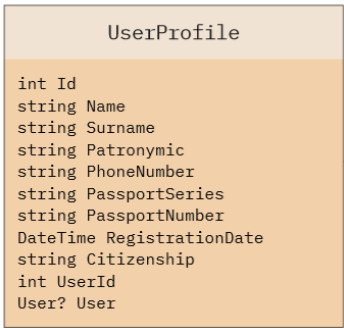 UserProfile
int Id
string Name
string Surname
string Patronymic
string PhoneNumber
string PassportSeries
string PassportNumber
DateTime RegistrationDate
string Citizenship
int UserId
User? User